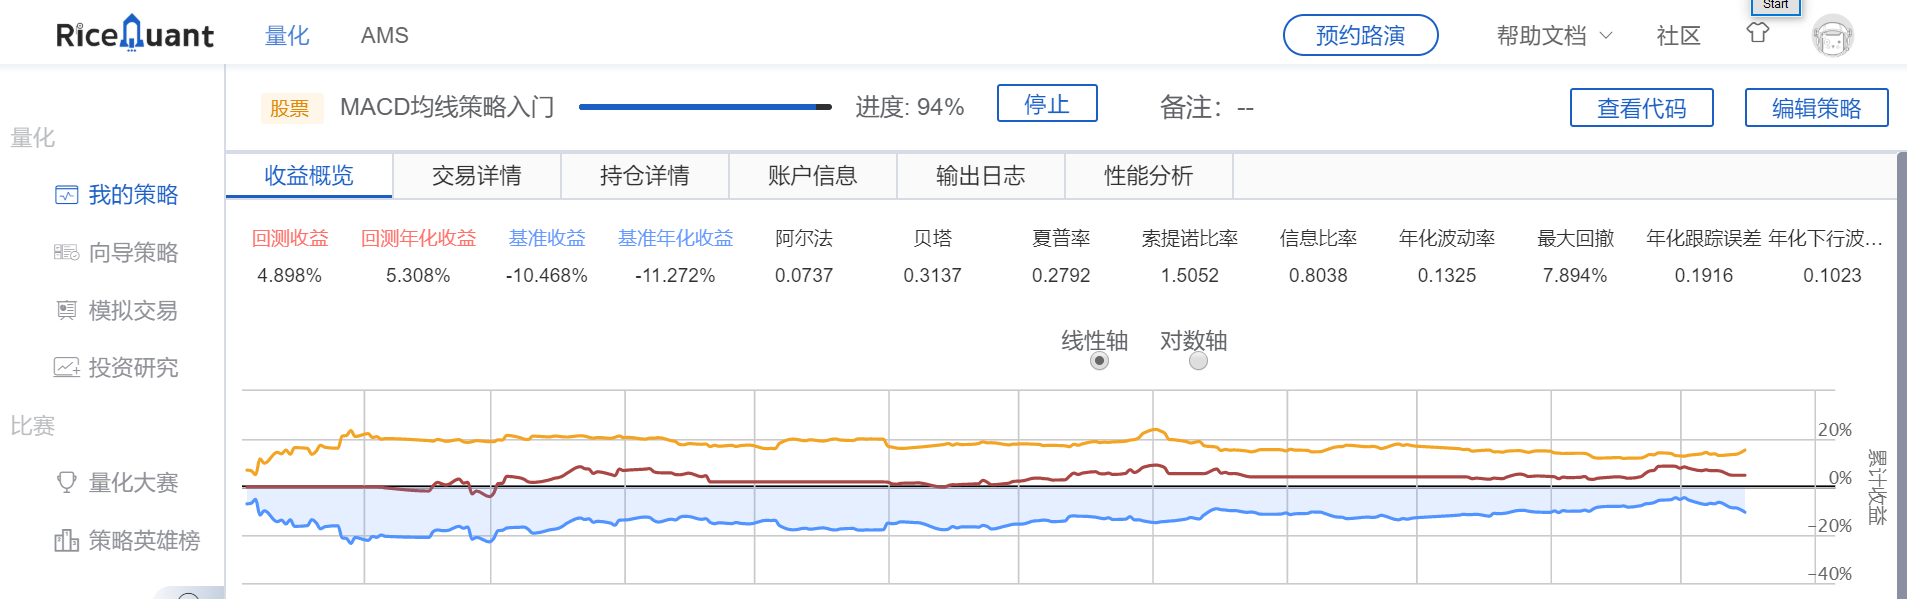 Start
RiceQuant 量化 AMS 预约路演 帮助文档 社区
股票 MACD均线策略入门 进度: 94% 停止 备注: -- 查看代码 编辑策略
量化
我的策略
向导策略
模拟交易
投资研究
比赛
量化大赛
策略英雄榜
收益概览 交易详情 持仓详情 账户信息 输出日志 性能分析
回测收益 回测年化收益 基准收益 基准年化收益 阿尔法 贝塔 夏普率 索提诺比率 信息比率 年化波动率 最大回撤 年化跟踪误差 年化下行波...
4.898% 5.308% -10.468% -11.272% 0.0737 0.3137 0.2792 1.5052 0.8038 0.1325 7.894% 0.1916 0.1023
线性轴 对数轴
20%
0%
-20%
-40%
累计收益